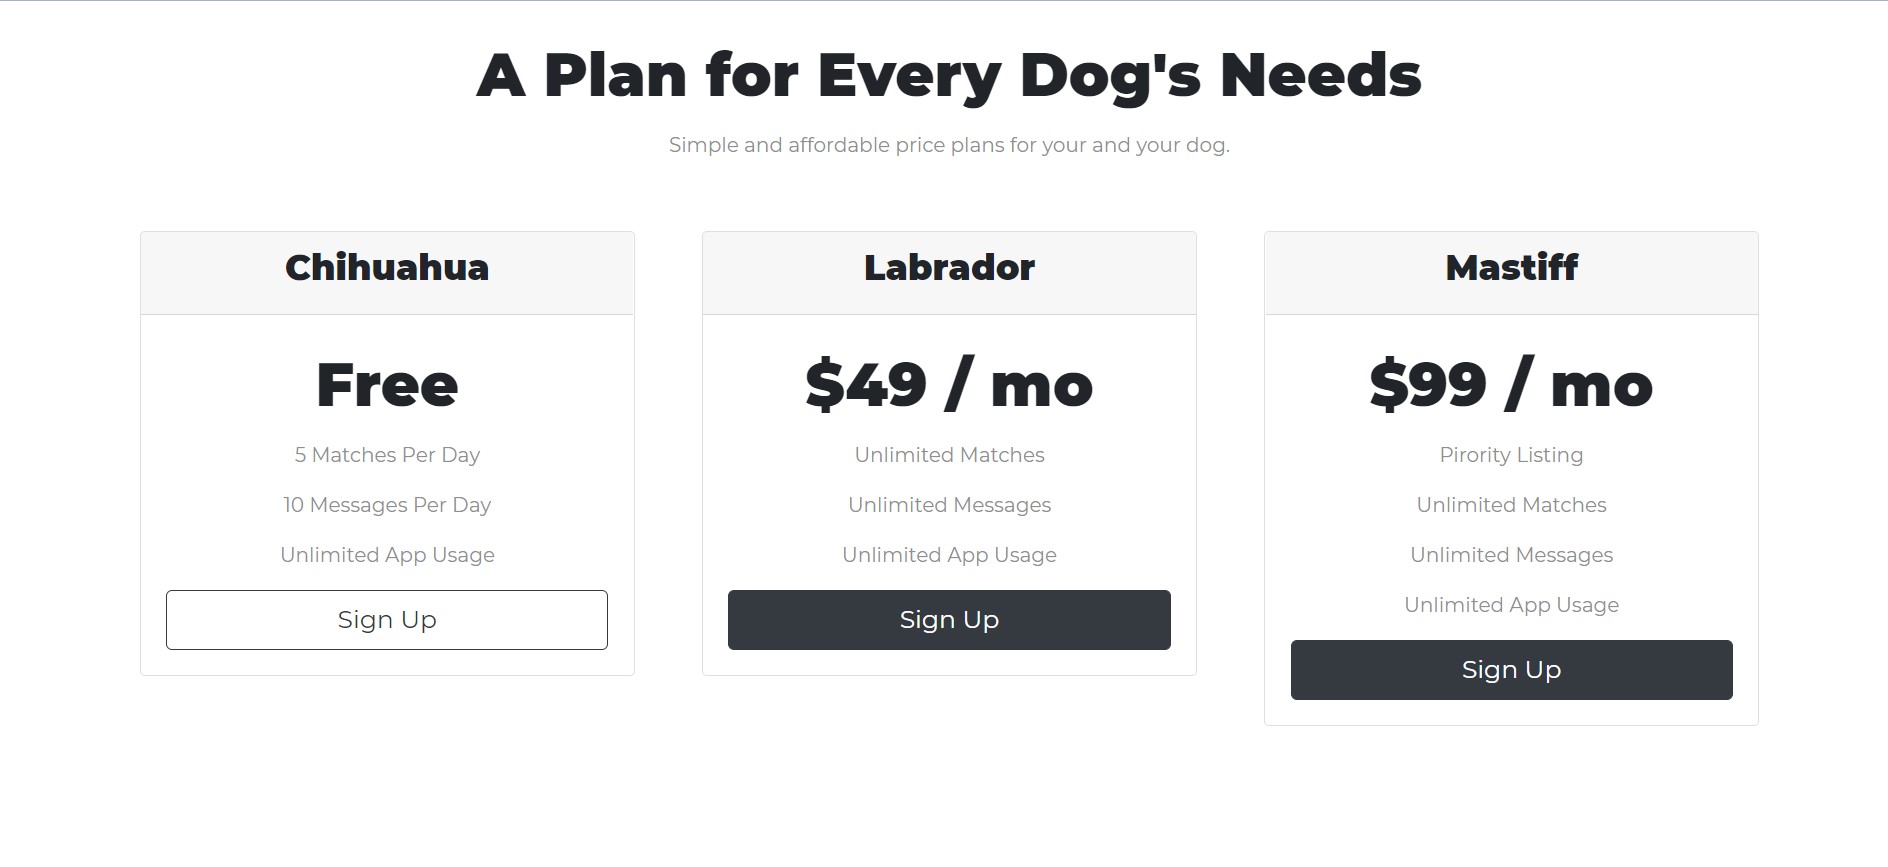 A Plan for Every Dog's Needs
Simple and affordable price plans for your and your dog.
Chihuahua
Free
5 Matches Per Day
10 Messages Per Day
Unlimited App Usage
Sign Up
Labrador
$49 / mo
Unlimited Matches
Unlimited Messages
Unlimited App Usage
Sign Up
Mastiff
$99 / mo
Pirority Listing
Unlimited Matches
Unlimited Messages
Unlimited App Usage
Sign Up